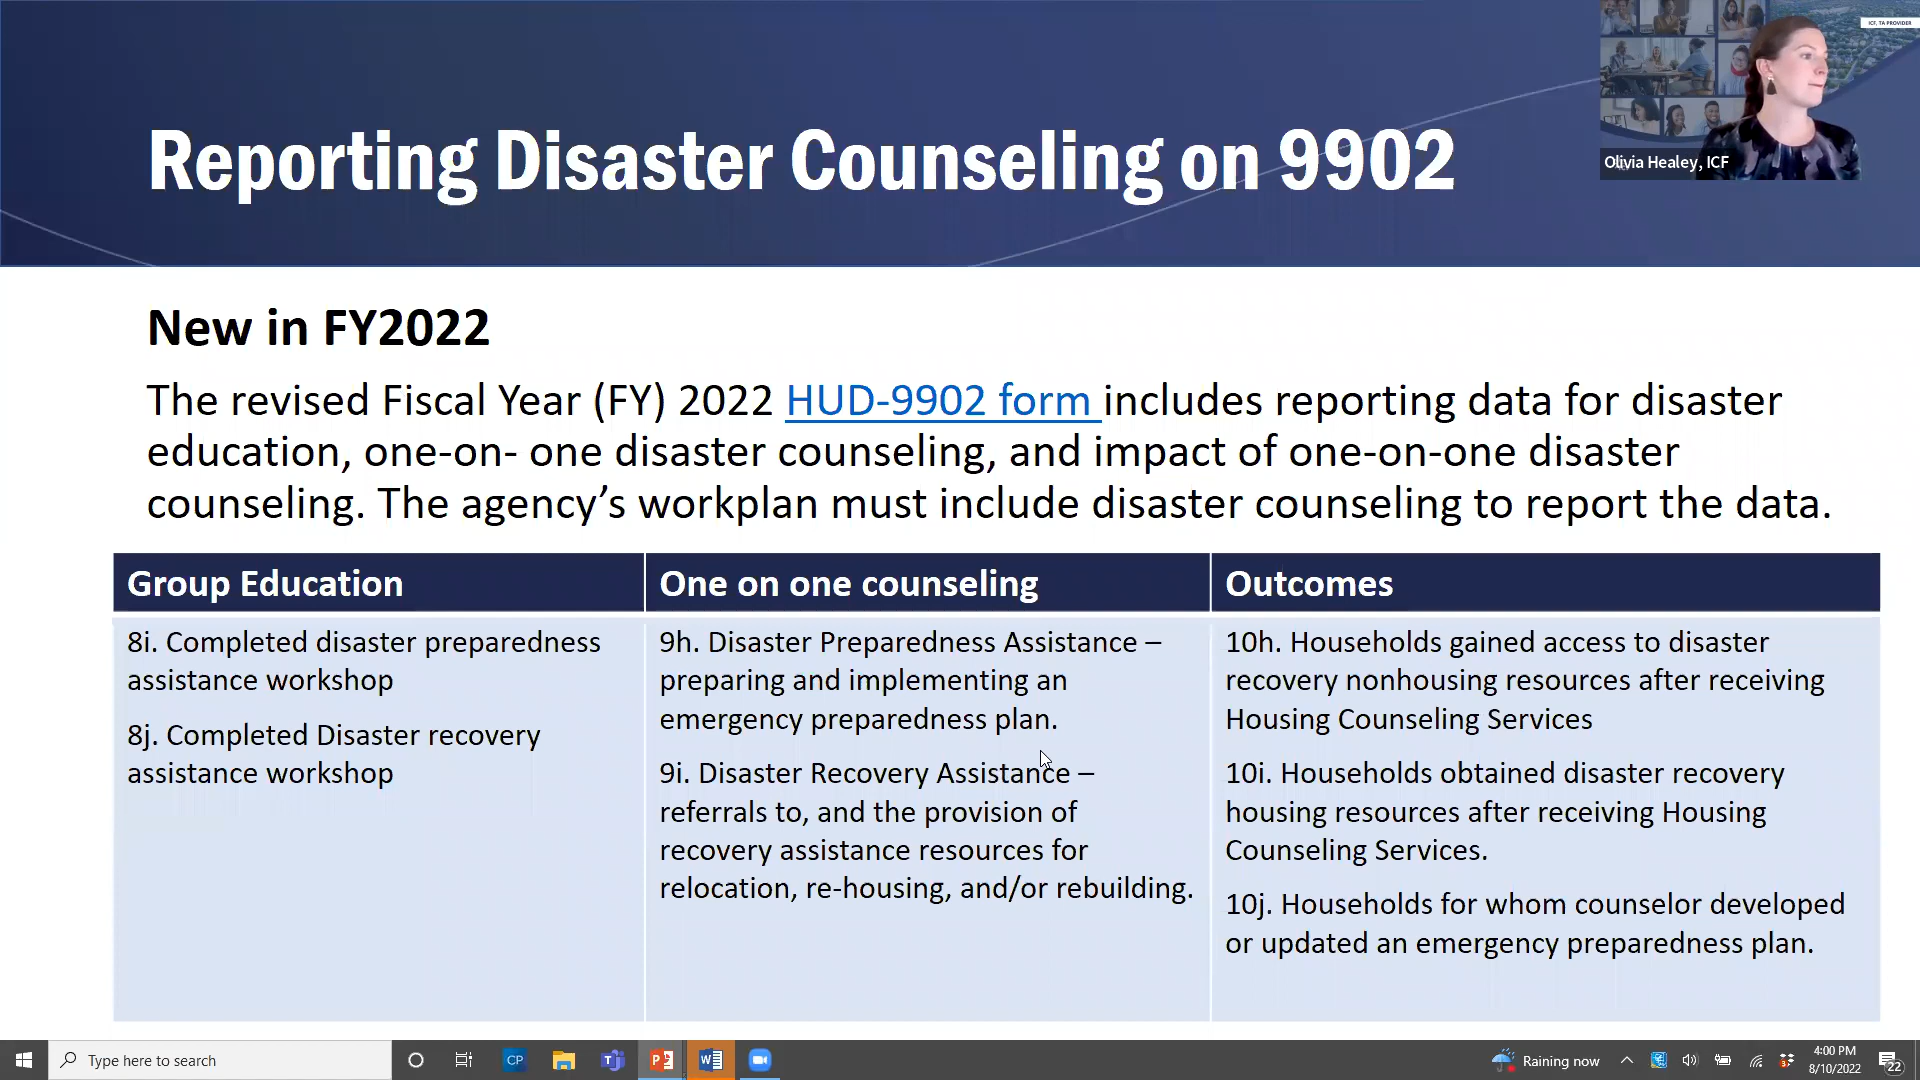 ICF, TA PROVIDER
Olivia Healey, ICF
Reporting Disaster Counseling on 9902
New in FY2022
The revised Fiscal Year (FY) 2022 HUD-9902 form includes reporting data for disaster
education, one-on- one disaster counseling, and impact of one-on-one disaster
counseling. The agency’s workplan must include disaster counseling to report the data.
Group Education
8i. Completed disaster preparedness
assistance workshop
8j. Completed Disaster recovery
assistance workshop
One on one counseling
9h. Disaster Preparedness Assistance –
preparing and implementing an
emergency preparedness plan.
9i. Disaster Recovery Assistance –
referrals to, and the provision of
recovery assistance resources for
relocation, re-housing, and/or rebuilding.
Outcomes
10h. Households gained access to disaster
recovery nonhousing resources after receiving
Housing Counseling Services
10i. Households obtained disaster recovery
housing resources after receiving Housing
Counseling Services.
10j. Households for whom counselor developed
or updated an emergency preparedness plan.
Type here to search
CP
Raining now
4:00 PM
8/10/2022
22